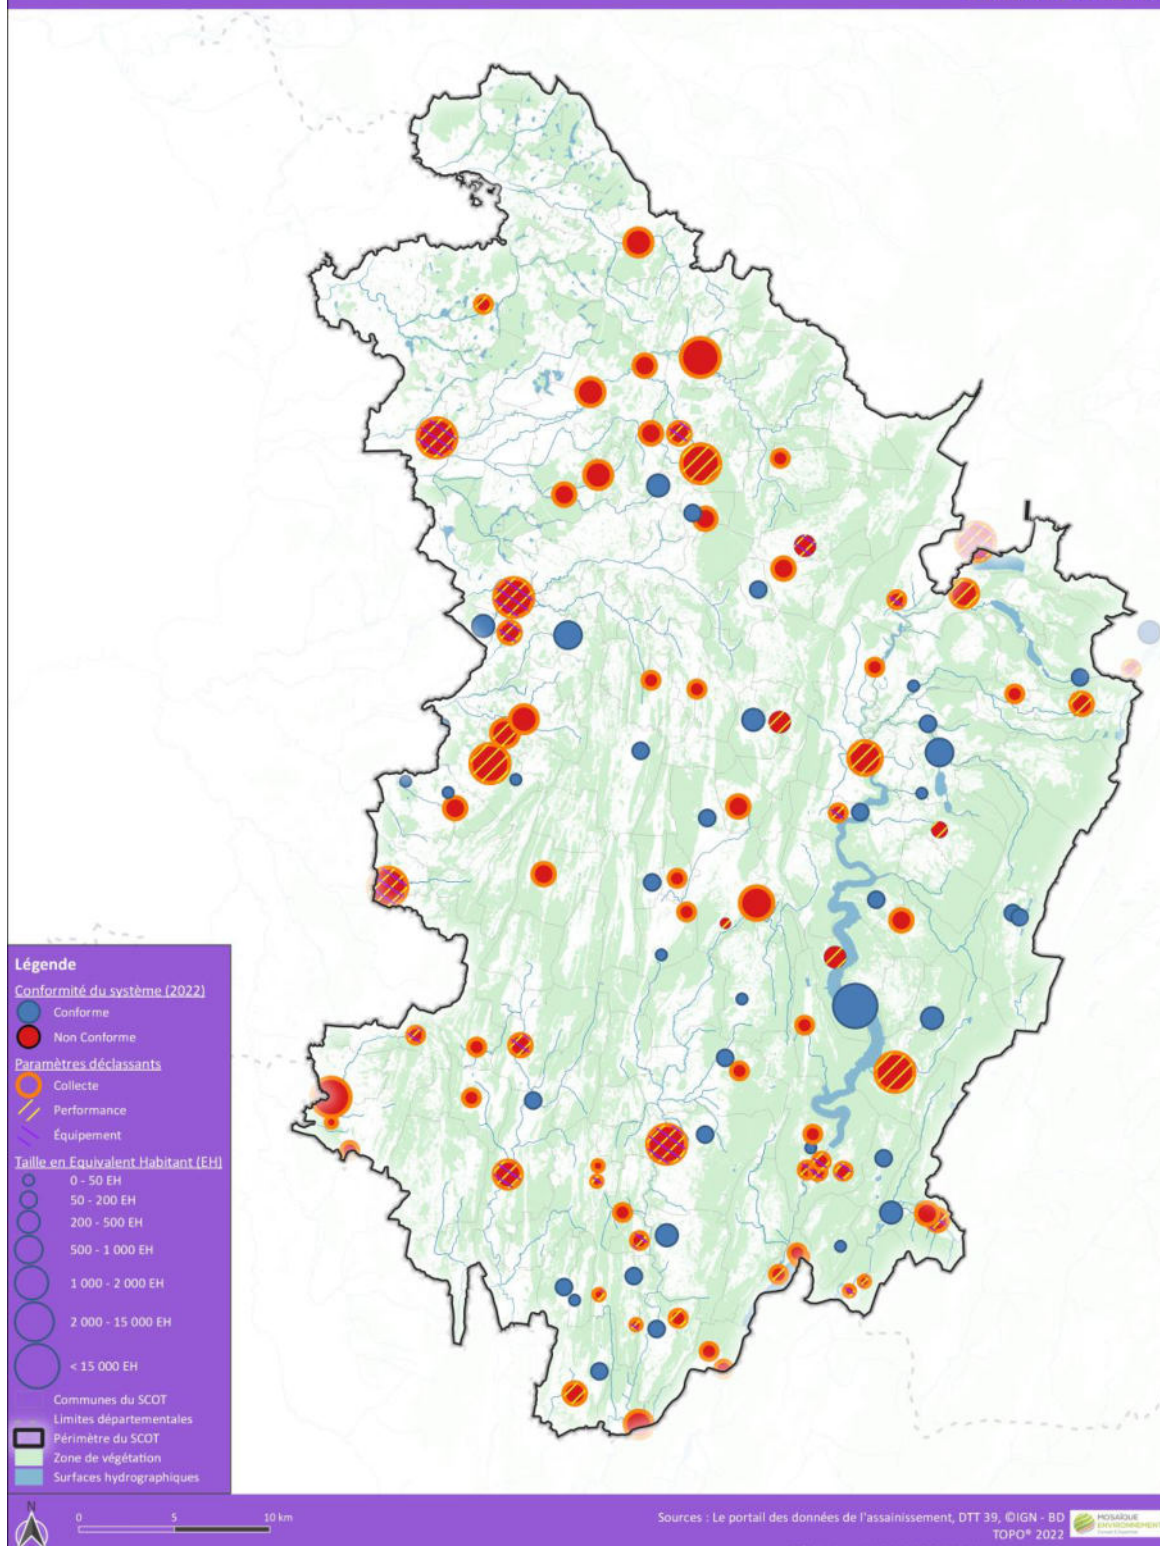 Légende
Conformité du système (2022)
Conforme
Non Conforme
Paramètres déclassants
Collecte
Performance
Équipement
Taille en Equivalent Habitant (EH)
0 - 50 EH
50 - 200 EH
200 - 500 EH
500 - 1 000 EH
1 000 - 2 000 EH
2 000 - 15 000 EH
< 15 000 EH
Communes du SCOT
Limites départementales
Périmètre du SCOT
Zone de végétation
Surfaces hydrographiques
N
0 5 10 km
Sources : Le portail des données de l'assainissement, DTT 39, ©IGN - BD
TOPO® 2022
MOSAÏQUE
ENVIRONNEMENT